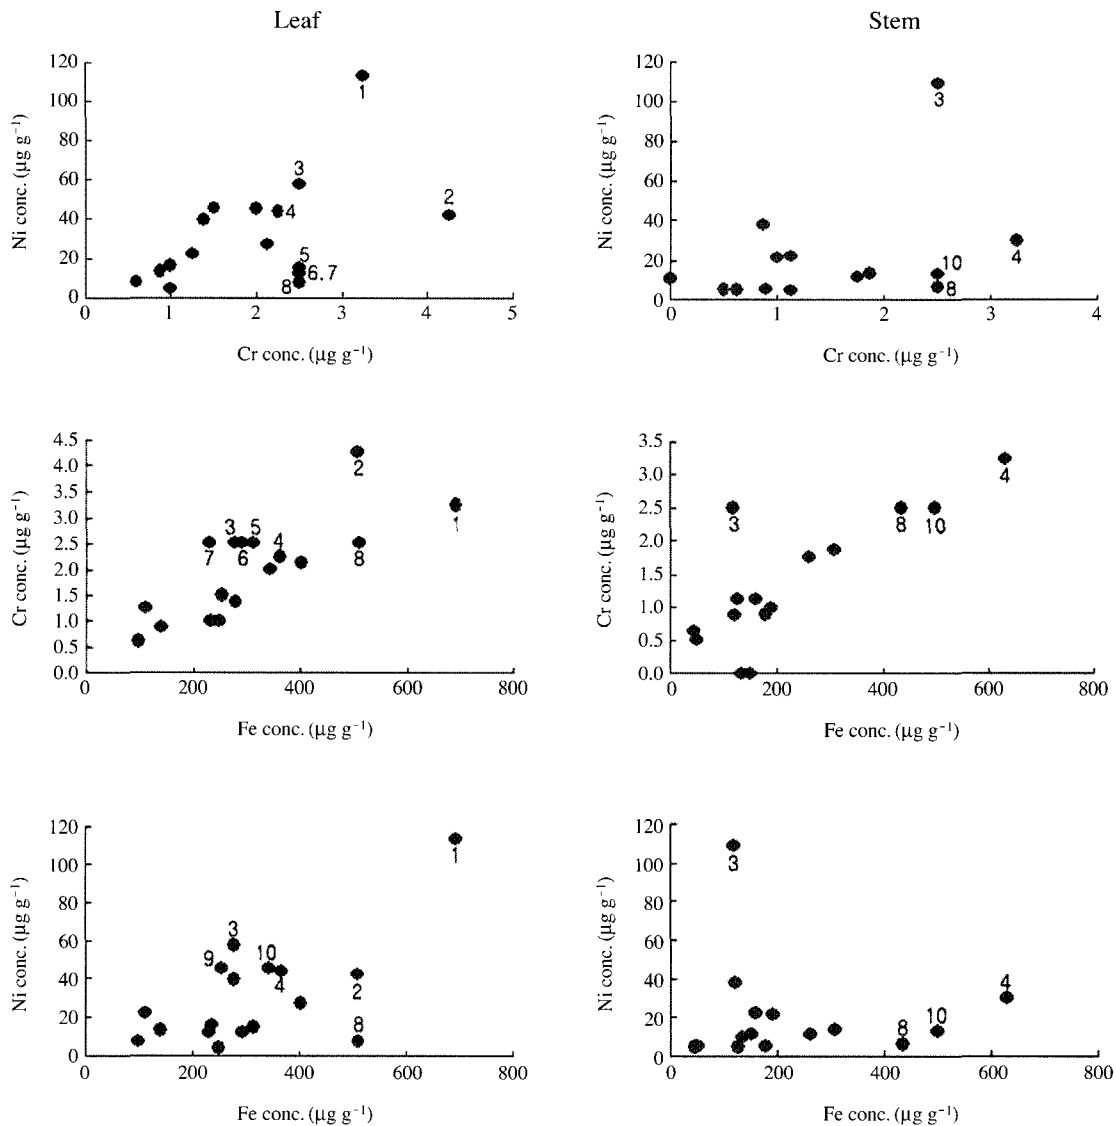 Leaf
Stem
120
100
80
60
40
20
0
Ni conc. (µg g⁻¹)
1
3
2
4
5
6.7
8
0 1 2 3 4 5
Cr conc. (µg g⁻¹)
120
100
80
60
40
20
0
Ni conc. (µg g⁻¹)
3
4
10
8
0 1 2 3 4
Cr conc. (µg g⁻¹)
4.5
4.0
3.5
3.0
2.5
2.0
1.5
1.0
0.5
0.0
Cr conc. (µg g⁻¹)
2
1
3 5 4
7 6 8
0 200 400 600 800
Fe conc. (µg g⁻¹)
3.5
3.0
2.5
2.0
1.5
1.0
0.5
0.0
Cr conc. (µg g⁻¹)
4
3 8 10
0 200 400 600 800
Fe conc. (µg g⁻¹)
120
100
80
60
40
20
0
Ni conc. (µg g⁻¹)
1
3
9 10
4 2
8
0 200 400 600 800
Fe conc. (µg g⁻¹)
120
100
80
60
40
20
0
Ni conc. (µg g⁻¹)
3
4
8 10
0 200 400 600 800
Fe conc. (µg g⁻¹)